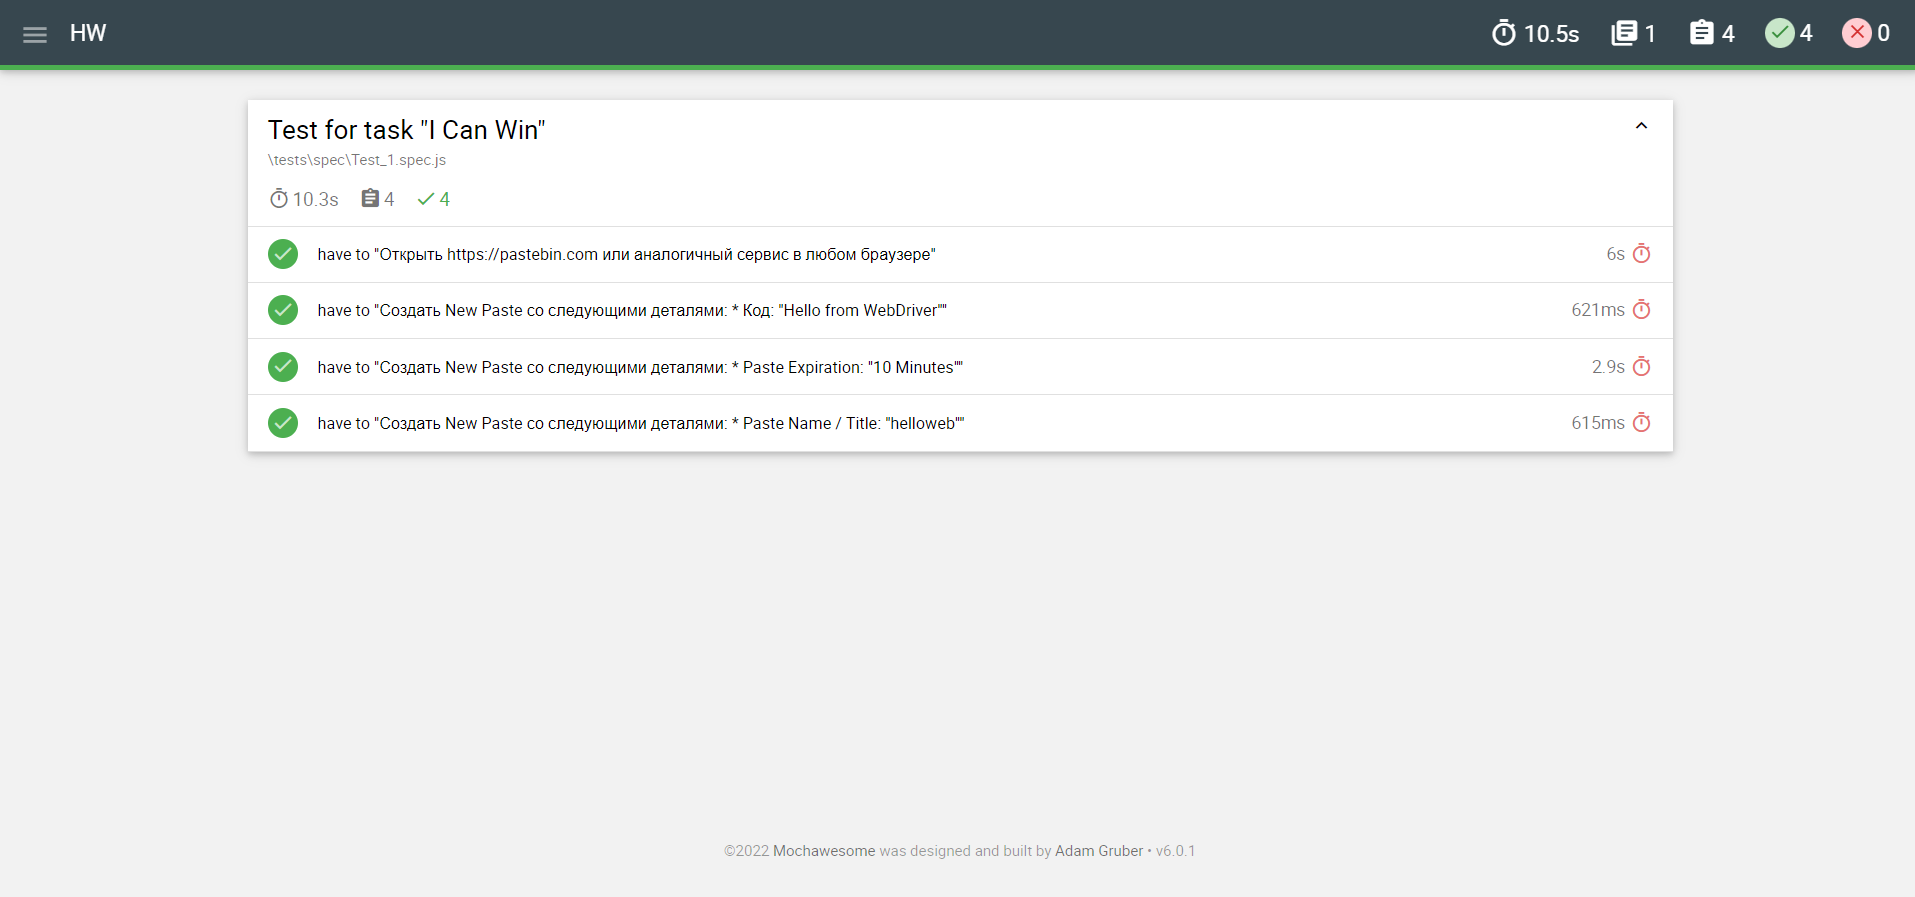 HW
10.5s 1 4 4 0
Test for task "I Can Win"
\tests\spec\Test_1.spec.js
10.3s 4 4
have to "Открыть https://pastebin.com или аналогичный сервис в любом браузере" 6s
have to "Создать New Paste со следующими деталями: * Код: "Hello from WebDriver"" 621ms
have to "Создать New Paste со следующими деталями: * Paste Expiration: "10 Minutes"" 2.9s
have to "Создать New Paste со следующими деталями: * Paste Name / Title: "helloweb"" 615ms
©2022 Mochawesome was designed and built by Adam Gruber • v6.0.1